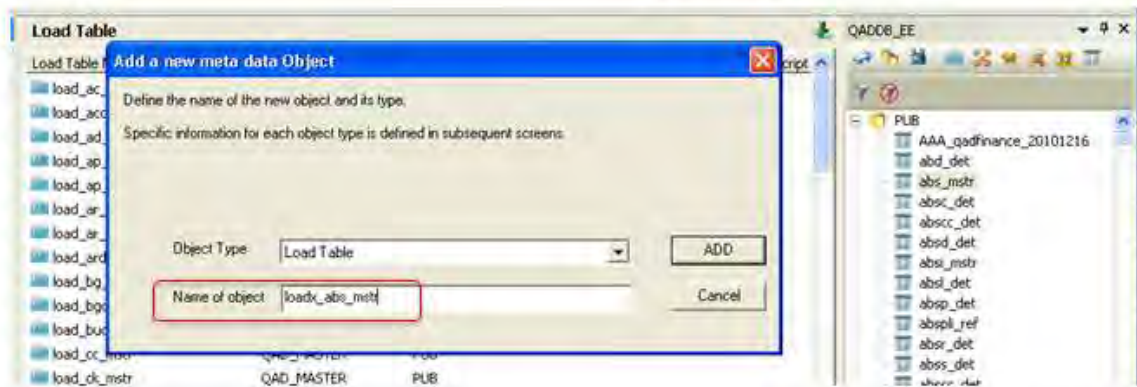 Load Table
QADDB_EE
Load Table
Add a new meta data Object
load_ac_
Define the name of the new object and its type.
load_acc
Specific information for each object type is defined in subsequent screens
load_ad_
load_ap_
load_ap_
load_ar_
load_ar_
Object Type
Load Table
ADD
load_ard
load_bg_
Name of object
loadx_abs_mstr
Cancel
load_bgc
load_bud
load_cc_mstr QAD_MASTER PUB
load_ck_mstr QAD_MASTER PUB
PUB
AAA_qadfinance_20101216
abd_det
abs_mstr
absc_det
abscc_det
absd_det
absi_mstr
absl_det
absp_det
abspli_ref
absr_det
abss_det
abscc_det